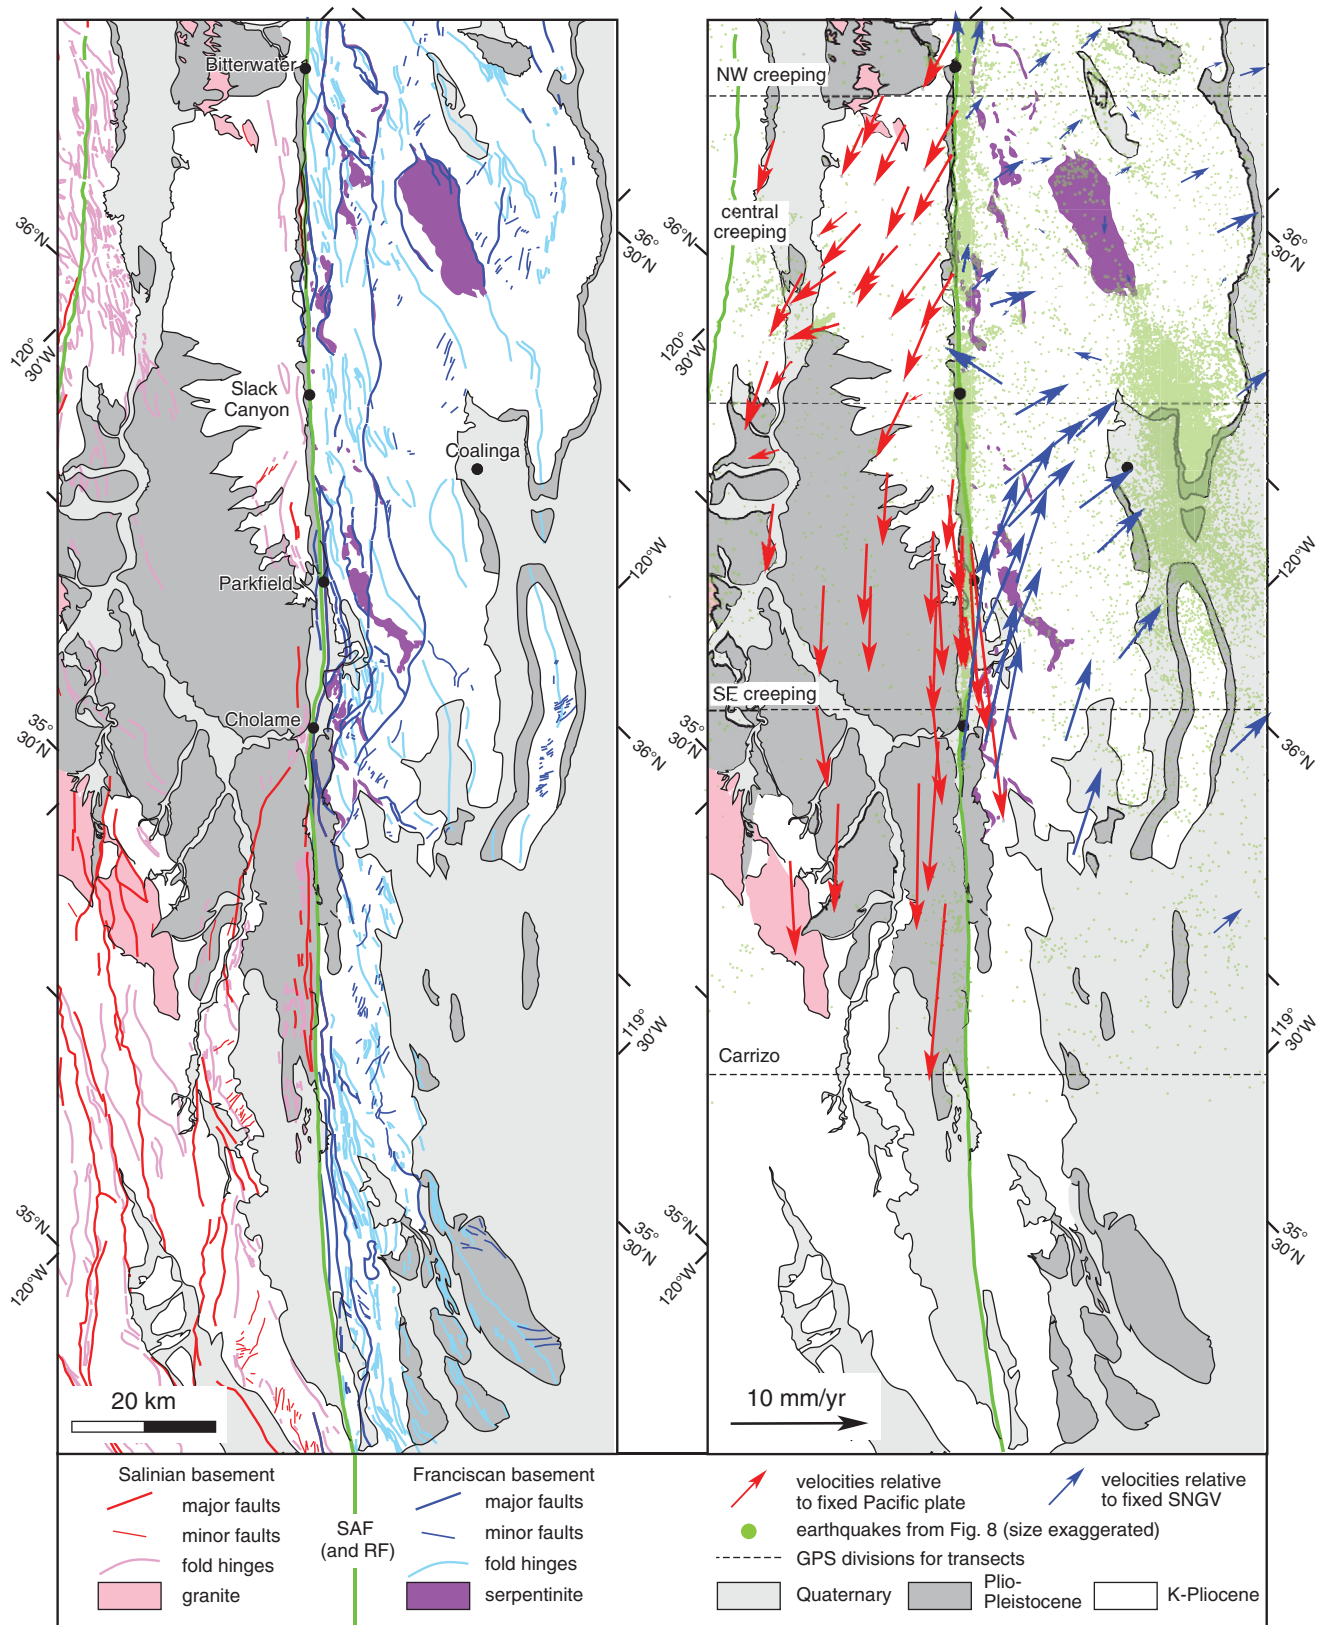 Bitterwater
Slack
Canyon
Coalinga
Parkfield
Cholame
36°
N
120°
30'W
35°
30'N
35°N
120°W
36°
30'N
120°W
36°N
119°
30'W
35°
30'N
20 km
NW creeping
central
creeping
SE creeping
Carrizo
36°N
120°
30'W
35°
30'N
35°N
120°W
36°
30'N
120°W
36°N
119°
30'W
35°
30'N
10 mm/yr
Salinian basement
major faults
minor faults
fold hinges
granite
SAF
(and RF)
Franciscan basement
major faults
minor faults
fold hinges
serpentinite
velocities relative
to fixed Pacific plate
velocities relative
to fixed SNGV
earthquakes from Fig. 8 (size exaggerated)
GPS divisions for transects
Quaternary
Plio-
Pleistocene
K-Pliocene